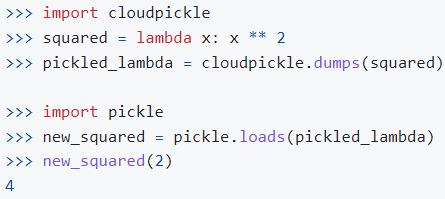 >>> import cloudpickle
>>> squared = lambda x: x ** 2
>>> pickled_lambda = cloudpickle.dumps(squared)
>>> import pickle
>>> new_squared = pickle.loads(pickled_lambda)
>>> new_squared(2)
4